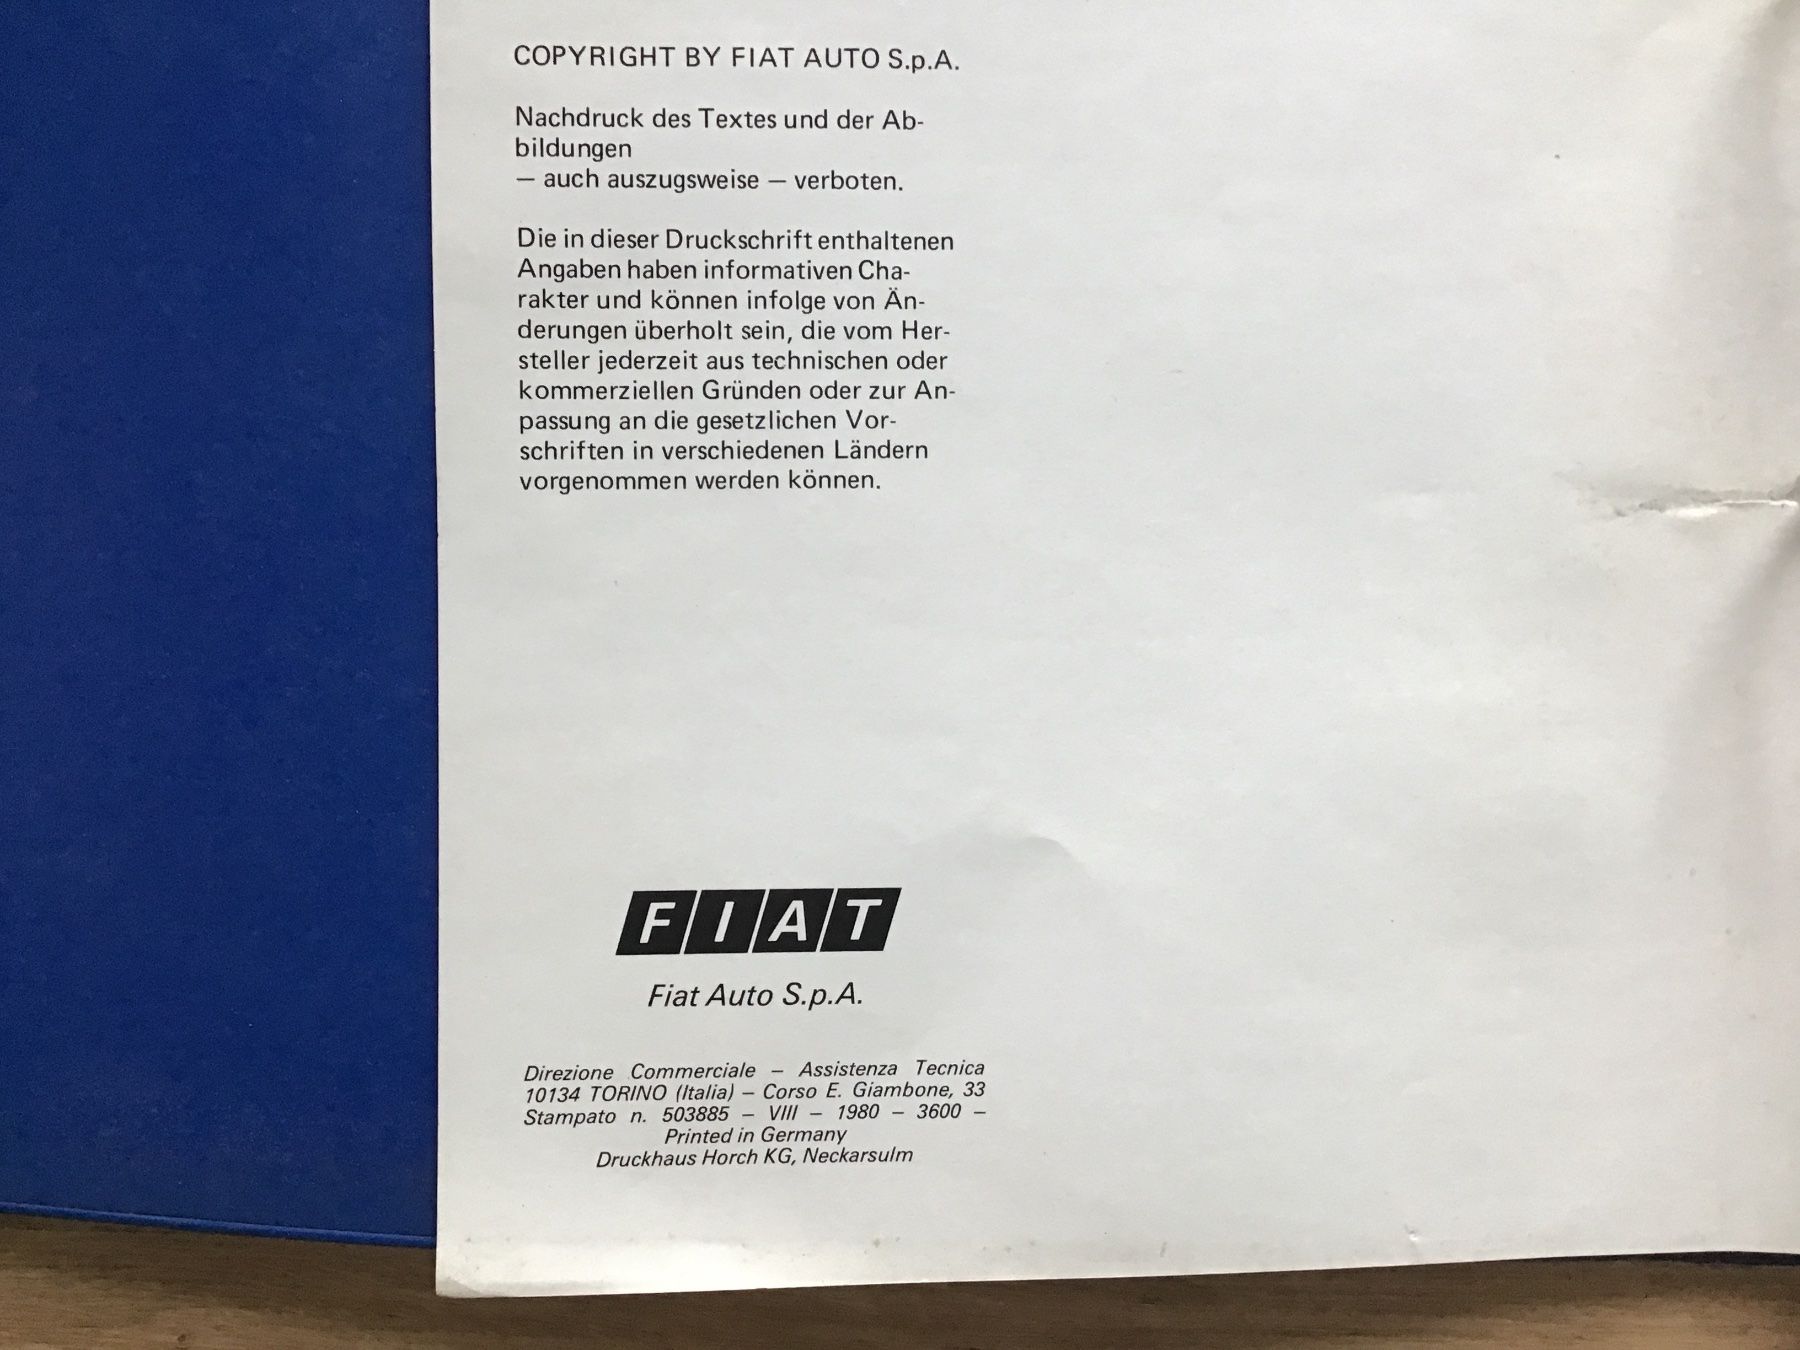 COPYRIGHT BY FIAT AUTO S.p.A.
Nachdruck des Textes und der Ab-
bildungen
— auch auszugsweise — verboten.
Die in dieser Druckschrift enthaltenen
Angaben haben informativen Cha-
rakter und können infolge von Än-
derungen überholt sein, die vom Her-
steller jederzeit aus technischen oder
kommerziellen Gründen oder zur An-
passung an die gesetzlichen Vor-
schriften in verschiedenen Ländern
vorgenommen werden können.
FIAT
Fiat Auto S.p.A.
Direzione Commerciale – Assistenza Tecnica
10134 TORINO (Italia) – Corso E. Giambone, 33
Stampato n. 503885 – VIII – 1980 – 3600 –
Printed in Germany
Druckhaus Horch KG, Neckarsulm